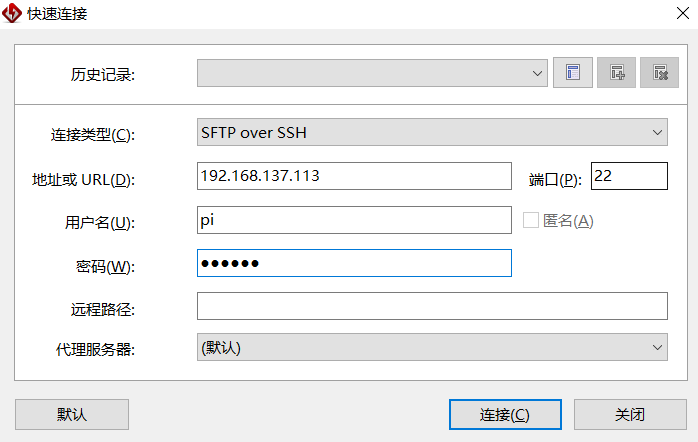 快速连接
历史记录:
连接类型(C): SFTP over SSH
地址或 URL(D): 192.168.137.113 端口(P): 22
用户名(U): pi 匿名(A)
密码(W): ●●●●●●
远程路径:
代理服务器: (默认)
默认 连接(C) 关闭